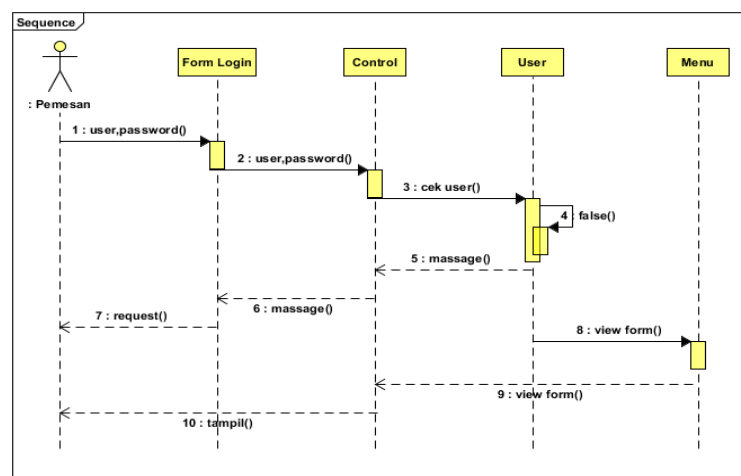 Sequence
Form Login
Control
User
Menu
: Pemesan
1 : user,password()
2 : user,password()
3 : cek user()
4 : false()
5 : massage()
6 : massage()
7 : request()
8 : view form()
9 : view form()
10 : tampil()